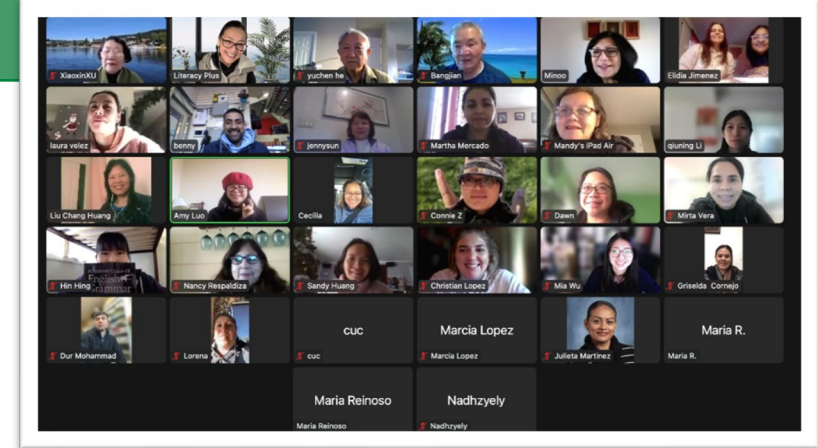 XiaoxinXU
Literacy Plus
yuchen he
Bangjian
Minoo
Elidia Jimenez
laura velez
benny
jennysun
Martha Mercado
Mandy's iPad Air
qiuning Li
Liu Chang Huang
Amy Luo
Cecilia
Connie Z
Dawn
Mirta Vera
English
Grammar
Hin Hing
Nancy Respaldiza
Sandy Huang
Christian Lopez
Mia Wu
Griselda Cornejo
Dur Mohammad
Lorena
cuc
cuc
Marcia Lopez
Marcia Lopez
Julieta Martinez
Maria R.
Maria R.
Maria Reinoso
Maria Reinoso
Nadhzyely
Nadhzyely